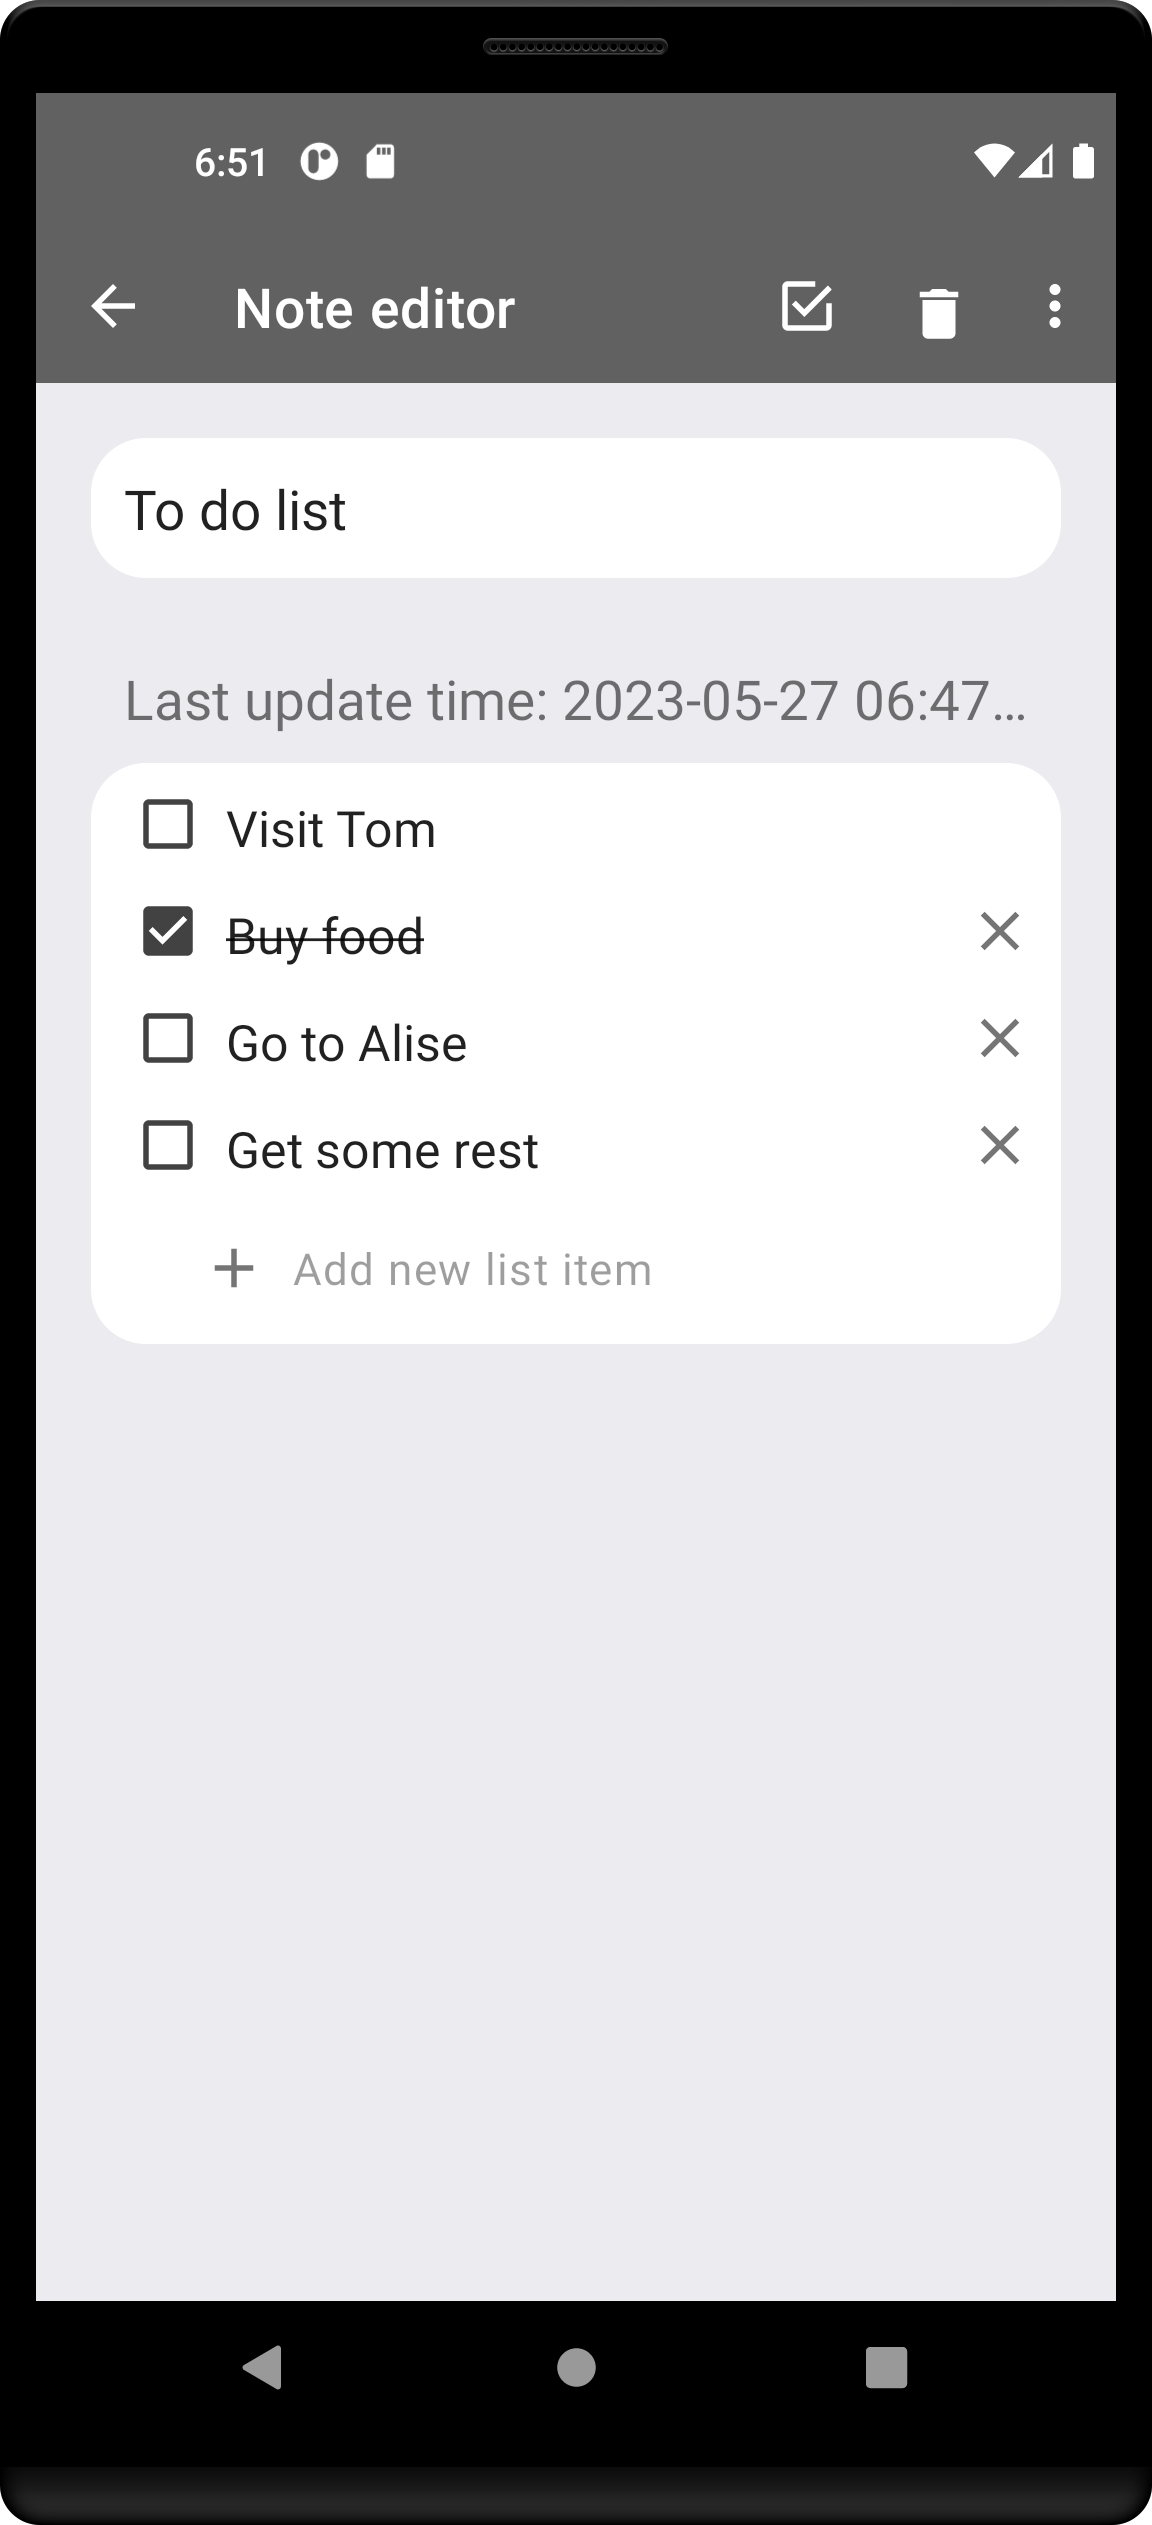 6:51
Note editor
To do list
Last update time: 2023-05-27 06:47...
Visit Tom
Buy food
Go to Alise
Get some rest
Add new list item